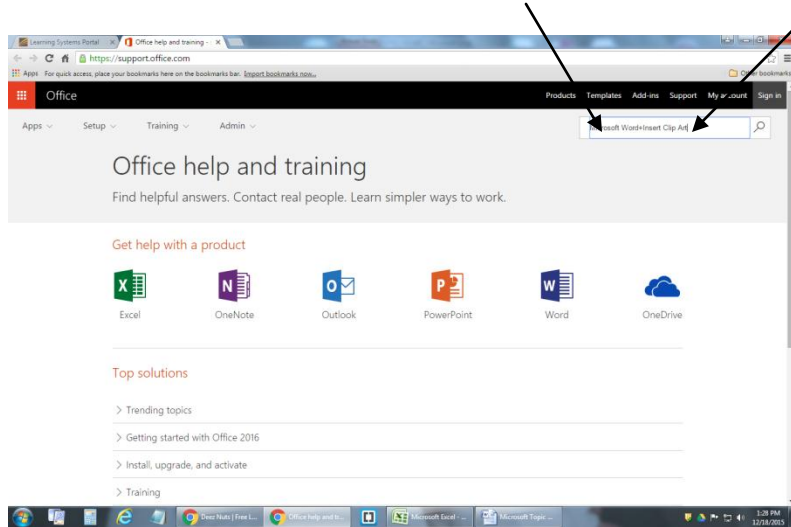 Learning Systems Portal
Office help and training -
https://support.office.com
Apps For quick access, place your bookmarks here on the bookmarks bar. Import bookmarks now...
Other bookmarks
Office
Products Templates Add-ins Support My account Sign in
Apps Setup Training Admin
Microsoft Word+Insert Clip Art
Office help and training
Find helpful answers. Contact real people. Learn simpler ways to work.
Get help with a product
Excel OneNote Outlook PowerPoint Word OneDrive
Top solutions
> Trending topics
> Getting started with Office 2016
> Install, upgrade, and activate
> Training
Deez Nuts | Free L... Office help and tr... Microsoft Excel - ... Microsoft Topic ...
1:28 PM
12/18/2015